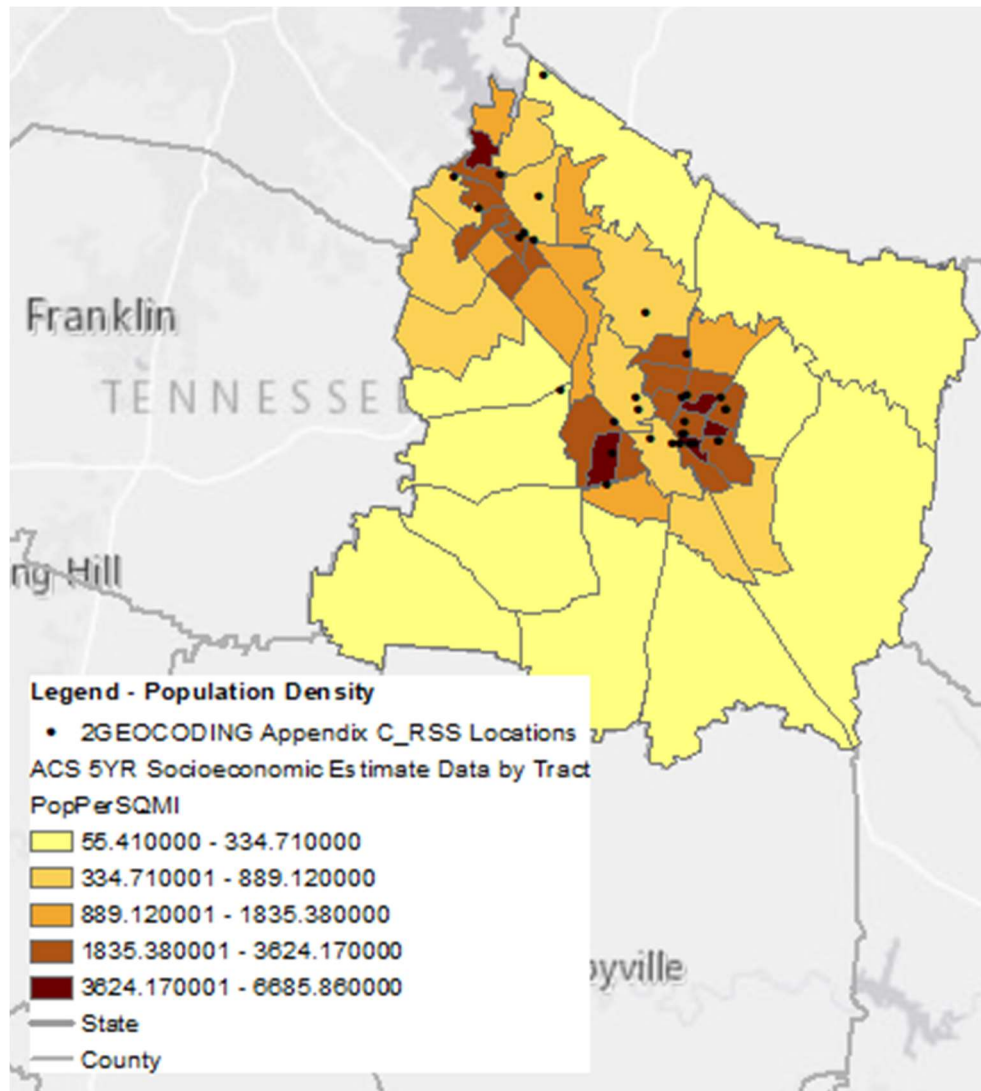 Franklin
TENNESSE
ng Hill
Legend - Population Density
2GEOCODING Appendix C_RSS Locations
ACS 5YR Socioeconomic Estimate Data by Tract
PopPerSQMI
55.410000 - 334.710000
334.710001 - 889.120000
889.120001 - 1835.380000
1835.380001 - 3624.170000
3624.170001 - 6685.860000
State
County
byville